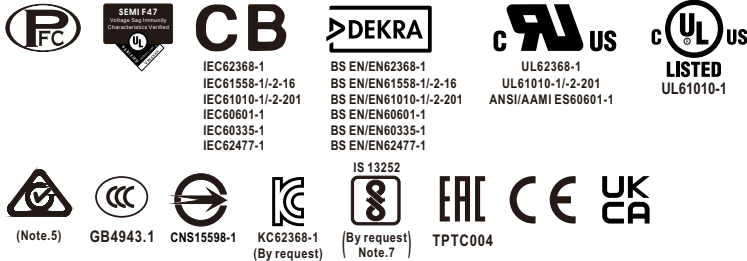 PFC
SEMI F47
Voltage Sag Immunity
Characteristics Verified
UL
CB
IEC62368-1
IEC61558-1/-2-16
IEC61010-1/-2-201
IEC60601-1
IEC60335-1
IEC62477-1
DEKRA
BS EN/EN62368-1
BS EN/EN61558-1/-2-16
BS EN/EN61010-1/-2-201
BS EN/EN60601-1
BS EN/EN60335-1
BS EN/EN62477-1
c RU US
UL62368-1
UL61010-1/-2-201
ANSI/AAMI ES60601-1
c UL US
LISTED
UL61010-1
(Note.5)
CCC
GB4943.1
CNS15598-1
KC
KC62368-1
(By request)
IS 13252
(By request
Note.7)
EAC
TPTC004
CE
UK
CA